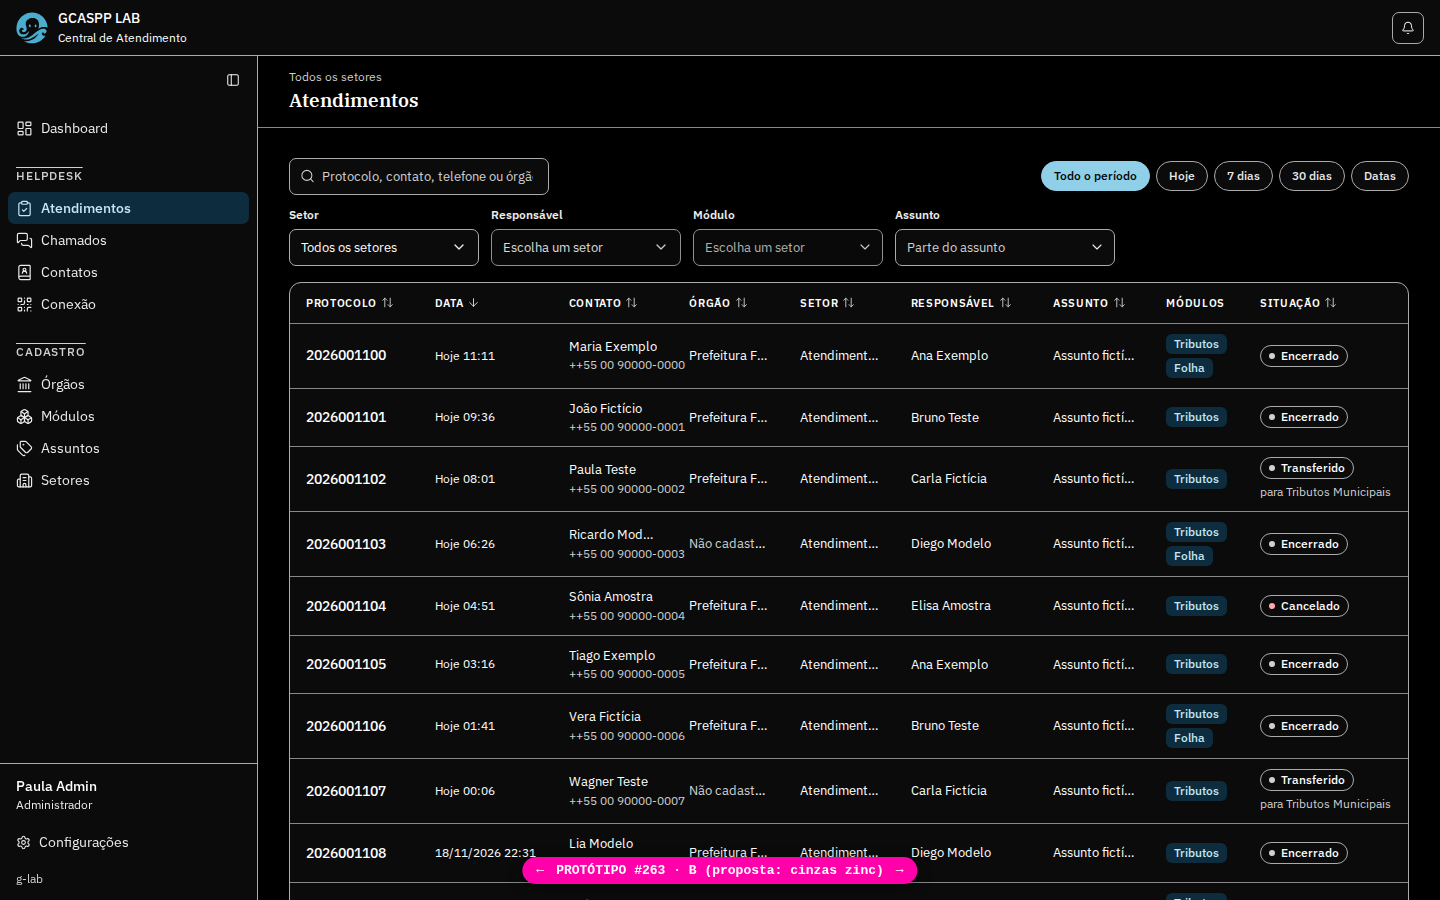 GCASPP LAB
Central de Atendimento
Dashboard
HELPDESK
Atendimentos
Chamados
Contatos
Conexão
CADASTRO
Órgãos
Módulos
Assuntos
Setores
Paula Admin
Administrador
Configurações
g-lab
Todos os setores
Atendimentos
Protocolo, contato, telefone ou órgã
Todo o período Hoje 7 dias 30 dias Datas
Setor Responsável Módulo Assunto
Todos os setores Escolha um setor Escolha um setor Parte do assunto
PROTOCOLO DATA CONTATO ÓRGÃO SETOR RESPONSÁVEL ASSUNTO MÓDULOS SITUAÇÃO
2026001100 Hoje 11:11 Maria Exemplo ++55 00 90000-0000 Prefeitura F... Atendiment... Ana Exemplo Assunto fictí... Tributos Folha Encerrado
2026001101 Hoje 09:36 João Fictício ++55 00 90000-0001 Prefeitura F... Atendiment... Bruno Teste Assunto fictí... Tributos Encerrado
2026001102 Hoje 08:01 Paula Teste ++55 00 90000-0002 Prefeitura F... Atendiment... Carla Fictícia Assunto fictí... Tributos Transferido para Tributos Municipais
2026001103 Hoje 06:26 Ricardo Mod... ++55 00 90000-0003 Não cadast... Atendiment... Diego Modelo Assunto fictí... Tributos Folha Encerrado
2026001104 Hoje 04:51 Sônia Amostra ++55 00 90000-0004 Prefeitura F... Atendiment... Elisa Amostra Assunto fictí... Tributos Cancelado
2026001105 Hoje 03:16 Tiago Exemplo ++55 00 90000-0005 Prefeitura F... Atendiment... Ana Exemplo Assunto fictí... Tributos Encerrado
2026001106 Hoje 01:41 Vera Fictícia ++55 00 90000-0006 Prefeitura F... Atendiment... Bruno Teste Assunto fictí... Tributos Folha Encerrado
2026001107 Hoje 00:06 Wagner Teste ++55 00 90000-0007 Não cadast... Atendiment... Carla Fictícia Assunto fictí... Tributos Transferido para Tributos Municipais
2026001108 18/11/2026 22:31 Lia Modelo Prefeitura F... Atendiment... Diego Modelo Assunto fictí... Tributos Encerrado
← PROTÓTIPO #263 · B (proposta: cinzas zinc) →